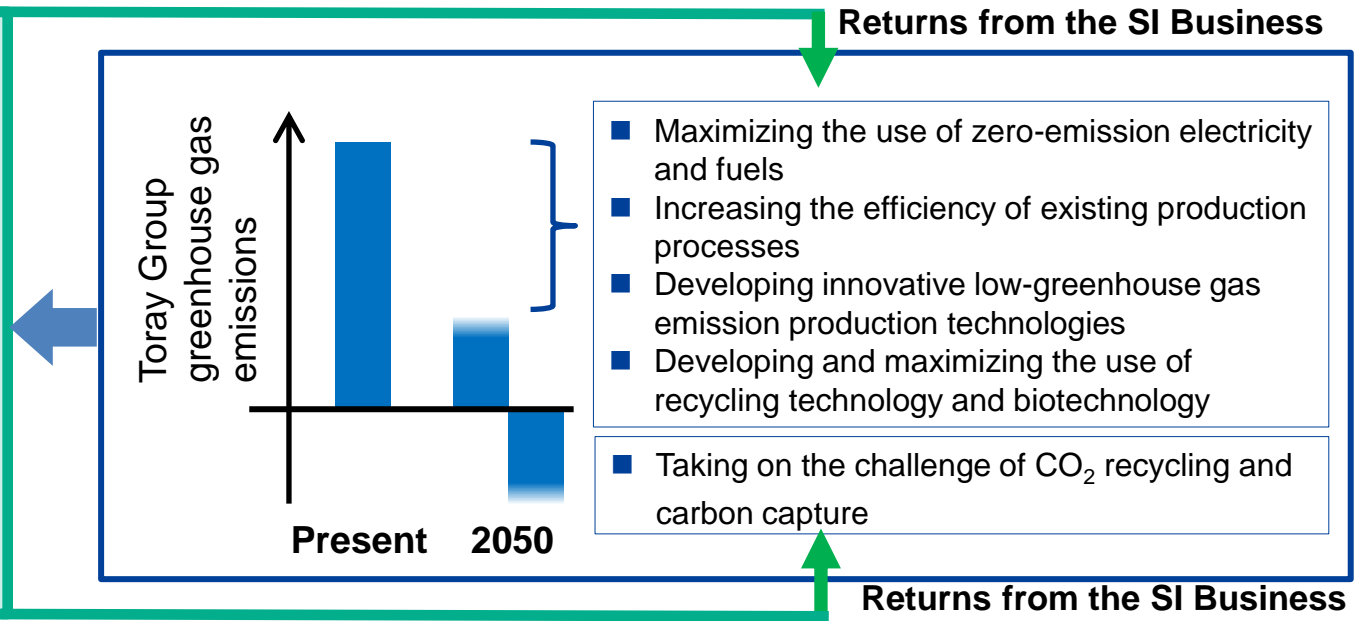 Returns from the SI Business
Toray Group
greenhouse gas
emissions
■ Maximizing the use of zero-emission electricity
and fuels
■ Increasing the efficiency of existing production
processes
■ Developing innovative low-greenhouse gas
emission production technologies
■ Developing and maximizing the use of
recycling technology and biotechnology
■ Taking on the challenge of CO₂ recycling and
carbon capture
Present 2050
Returns from the SI Business